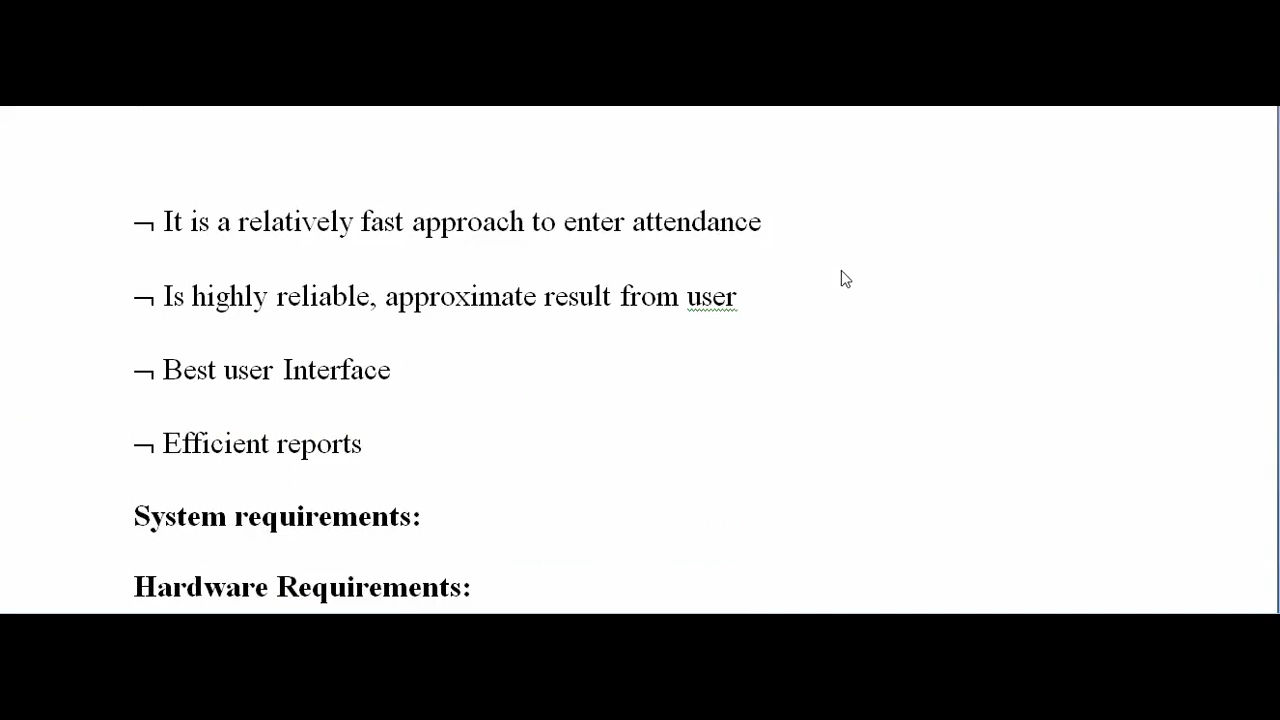 ¬ It is a relatively fast approach to enter attendance
¬ Is highly reliable, approximate result from user
¬ Best user Interface
¬ Efficient reports
System requirements:
Hardware Requirements: